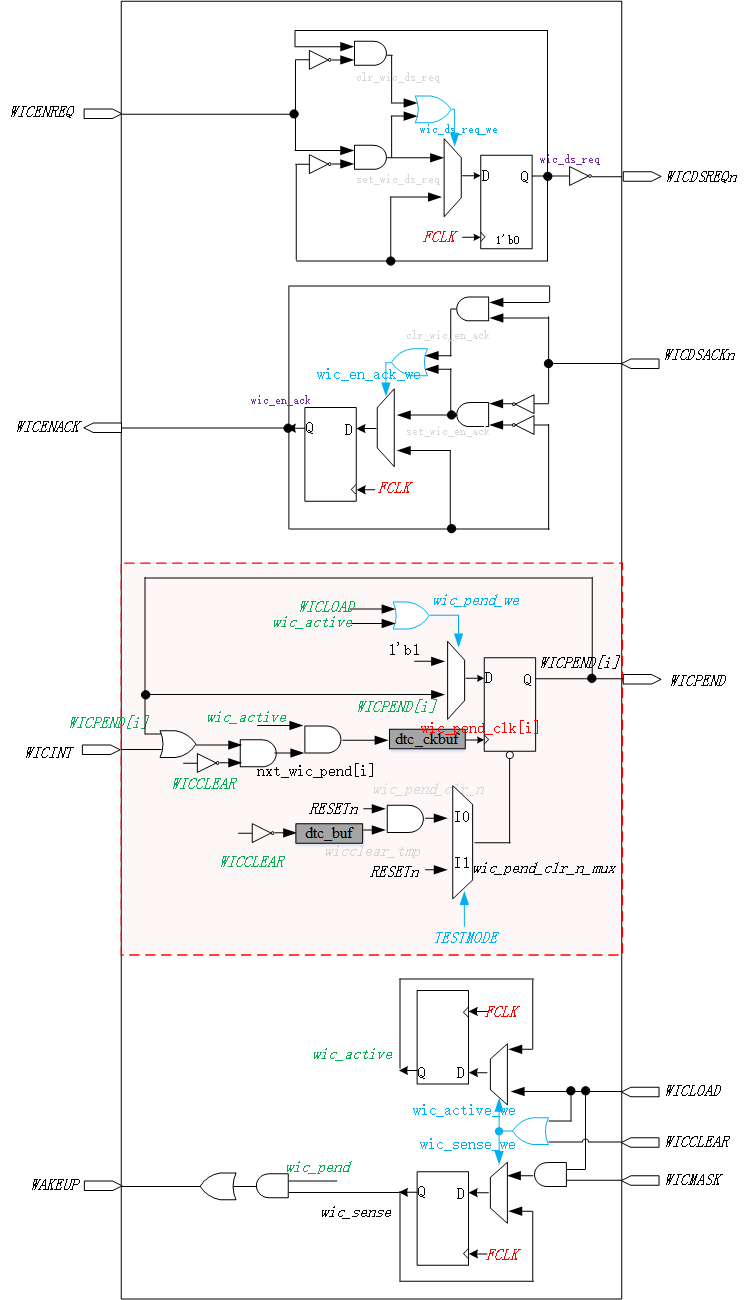 clr_wic_ds_req
WICENREQ
wic_ds_req_we
wic_ds_req
set_wic_ds_req
D
Q
WICDSREQn
FCLK
1'b0
clr_wic_en_ack
WICDSACKn
wic_en_ack_we
wic_en_ack
WICENACK
Q
D
set_wic_en_ack
FCLK
WICLOAD
wic_pend_we
wic_active
1'b1
WICPEND[i]
D
Q
WICPEND
WICPEND[i]
WICPEND[i]
wic_active
wic_pend_clk[i]
WICINT
dtc_ckbuf
nxt_wic_pend[i]
WICCLEAR
wic_pend_clr_n
RESETn
I0
dtc_buf
wicclear_tmp
WICCLEAR
I1
RESETn
wic_pend_clr_n_mux
TESTMODE
FCLK
wic_active
Q
D
WICLOAD
wic_active_we
wic_sense_we
WICCLEAR
wic_pend
WAKEUP
WICMASK
Q
D
wic_sense
FCLK